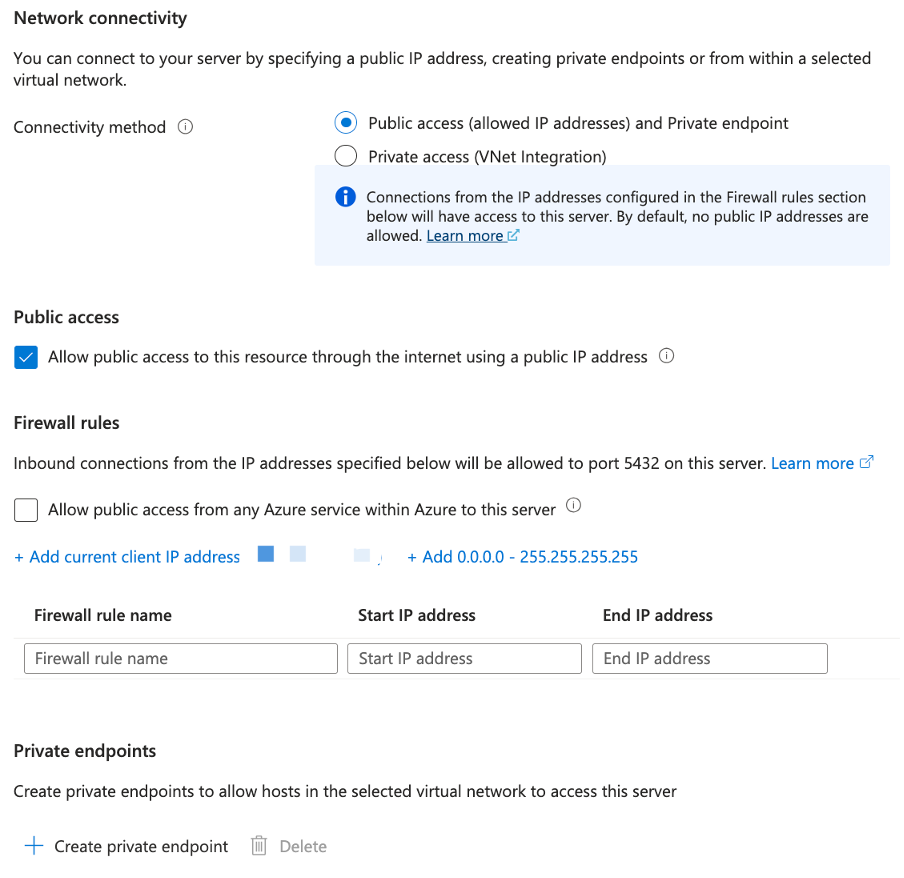 Network connectivity
You can connect to your server by specifying a public IP address, creating private endpoints or from within a selected
virtual network.
Connectivity method
Public access (allowed IP addresses) and Private endpoint
Private access (VNet Integration)
Connections from the IP addresses configured in the Firewall rules section
below will have access to this server. By default, no public IP addresses are
allowed. Learn more
Public access
Allow public access to this resource through the internet using a public IP address
Firewall rules
Inbound connections from the IP addresses specified below will be allowed to port 5432 on this server. Learn more
Allow public access from any Azure service within Azure to this server
+ Add current client IP address + Add 0.0.0.0 - 255.255.255.255
Firewall rule name Start IP address End IP address
Firewall rule name Start IP address End IP address
Private endpoints
Create private endpoints to allow hosts in the selected virtual network to access this server
Create private endpoint Delete